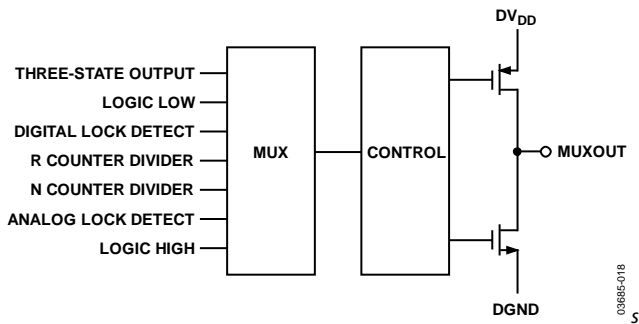 DVDD
THREE-STATE OUTPUT
LOGIC LOW
DIGITAL LOCK DETECT
R COUNTER DIVIDER
N COUNTER DIVIDER
ANALOG LOCK DETECT
LOGIC HIGH
MUX
CONTROL
MUXOUT
DGND
03685-018
S